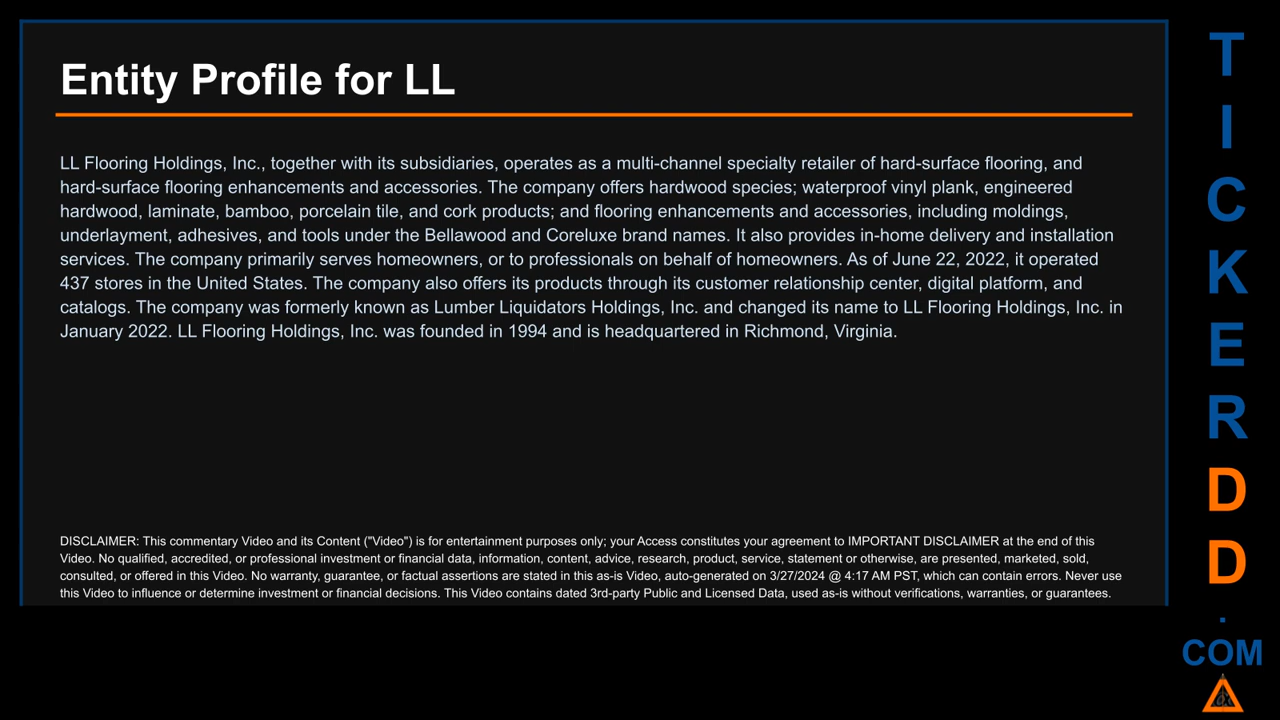 Entity Profile for LL
LL Flooring Holdings, Inc., together with its subsidiaries, operates as a multi-channel specialty retailer of hard-surface flooring, and
hard-surface flooring enhancements and accessories. The company offers hardwood species; waterproof vinyl plank, engineered
hardwood, laminate, bamboo, porcelain tile, and cork products; and flooring enhancements and accessories, including moldings,
underlayment, adhesives, and tools under the Bellawood and Coreluxe brand names. It also provides in-home delivery and installation
services. The company primarily serves homeowners, or to professionals on behalf of homeowners. As of June 22, 2022, it operated
437 stores in the United States. The company also offers its products through its customer relationship center, digital platform, and
catalogs. The company was formerly known as Lumber Liquidators Holdings, Inc. and changed its name to LL Flooring Holdings, Inc. in
January 2022. LL Flooring Holdings, Inc. was founded in 1994 and is headquartered in Richmond, Virginia.
DISCLAIMER: This commentary Video and its Content ("Video") is for entertainment purposes only; your Access constitutes your agreement to IMPORTANT DISCLAIMER at the end of this
Video. No qualified, accredited, or professional investment or financial data, information, content, advice, research, product, service, statement or otherwise, are presented, marketed, sold,
consulted, or offered in this Video. No warranty, guarantee, or factual assertions are stated in this as-is Video, auto-generated on 3/27/2024 @ 4:17 AM PST, which can contain errors. Never use
this Video to influence or determine investment or financial decisions. This Video contains dated 3rd-party Public and Licensed Data, used as-is without verifications, warranties, or guarantees.
T
I
C
K
E
R
D
D
.
COM